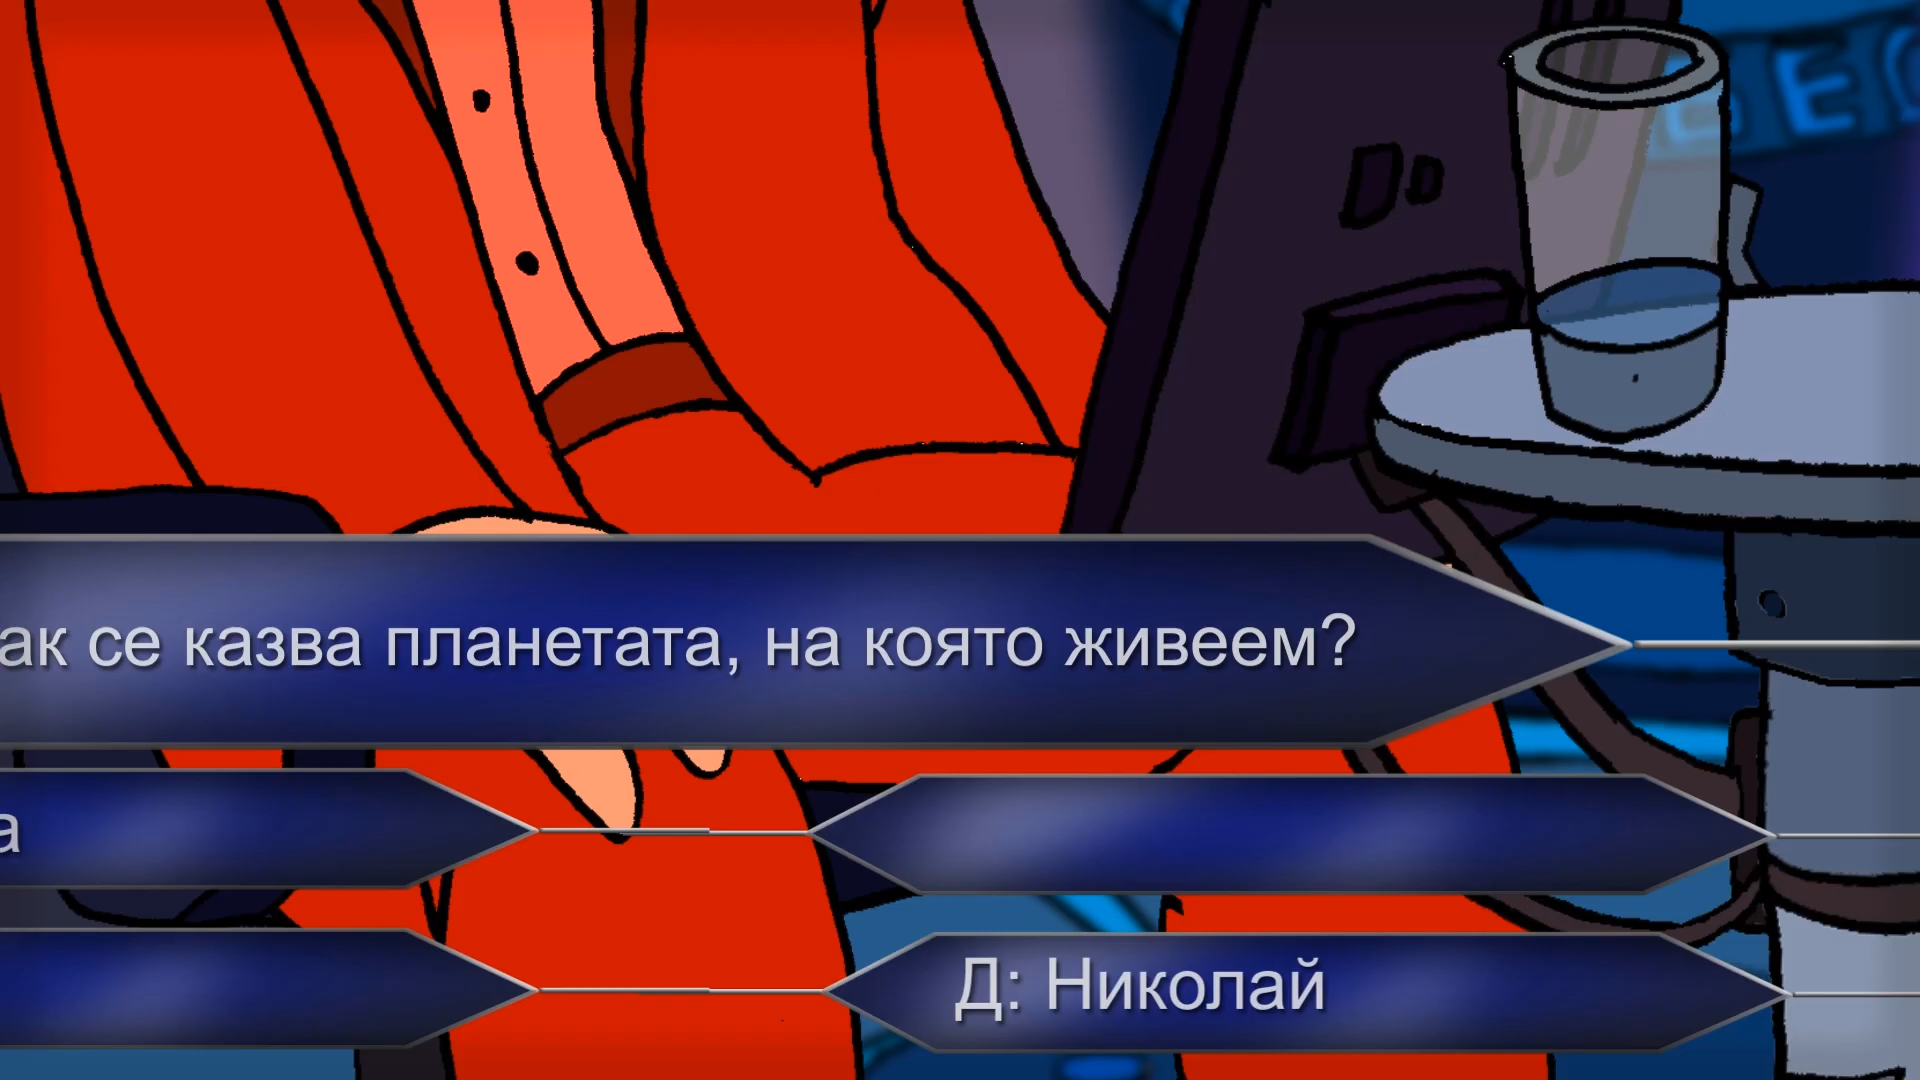 ак се казва планетата, на която живеем?
а
Д: Николай